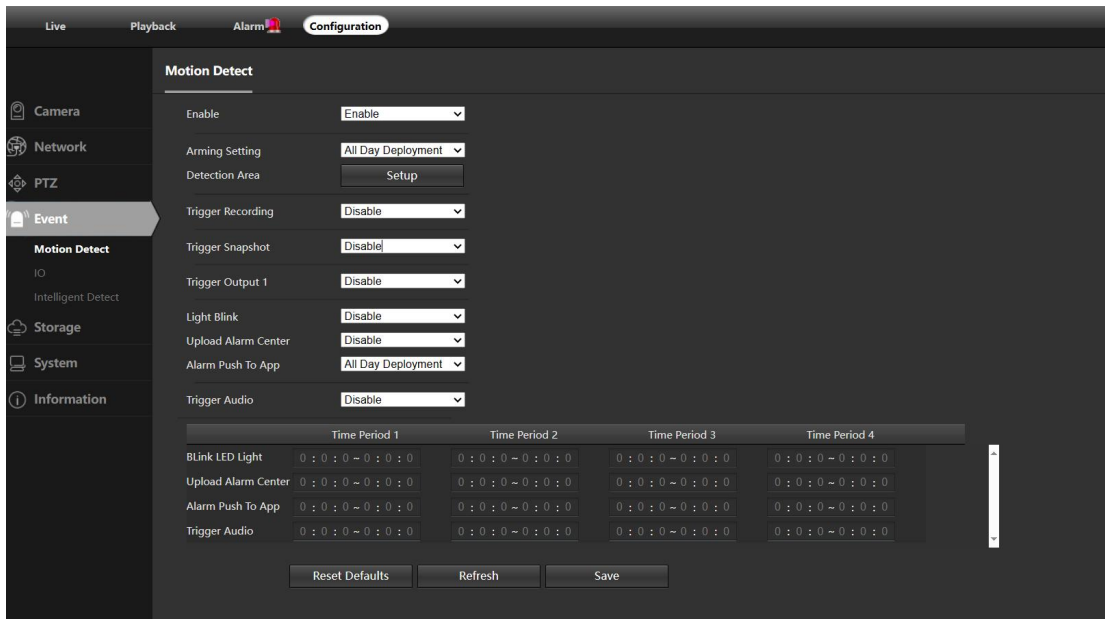 Live Playback Alarm Configuration
Motion Detect
Camera
Network
PTZ
Event
Motion Detect
IO
Intelligent Detect
Storage
System
Information
Enable Enable
Arming Setting All Day Deployment
Detection Area Setup
Trigger Recording Disable
Trigger Snapshot Disable
Trigger Output 1 Disable
Light Blink Disable
Upload Alarm Center Disable
Alarm Push To App All Day Deployment
Trigger Audio Disable
Time Period 1 Time Period 2 Time Period 3 Time Period 4
BLink LED Light 0 : 0 : 0 ~ 0 : 0 : 0 0 : 0 : 0 ~ 0 : 0 : 0 0 : 0 : 0 ~ 0 : 0 : 0 0 : 0 : 0 ~ 0 : 0 : 0
Upload Alarm Center 0 : 0 : 0 ~ 0 : 0 : 0 0 : 0 : 0 ~ 0 : 0 : 0 0 : 0 : 0 ~ 0 : 0 : 0 0 : 0 : 0 ~ 0 : 0 : 0
Alarm Push To App 0 : 0 : 0 ~ 0 : 0 : 0 0 : 0 : 0 ~ 0 : 0 : 0 0 : 0 : 0 ~ 0 : 0 : 0 0 : 0 : 0 ~ 0 : 0 : 0
Trigger Audio 0 : 0 : 0 ~ 0 : 0 : 0 0 : 0 : 0 ~ 0 : 0 : 0 0 : 0 : 0 ~ 0 : 0 : 0 0 : 0 : 0 ~ 0 : 0 : 0
Reset Defaults Refresh Save